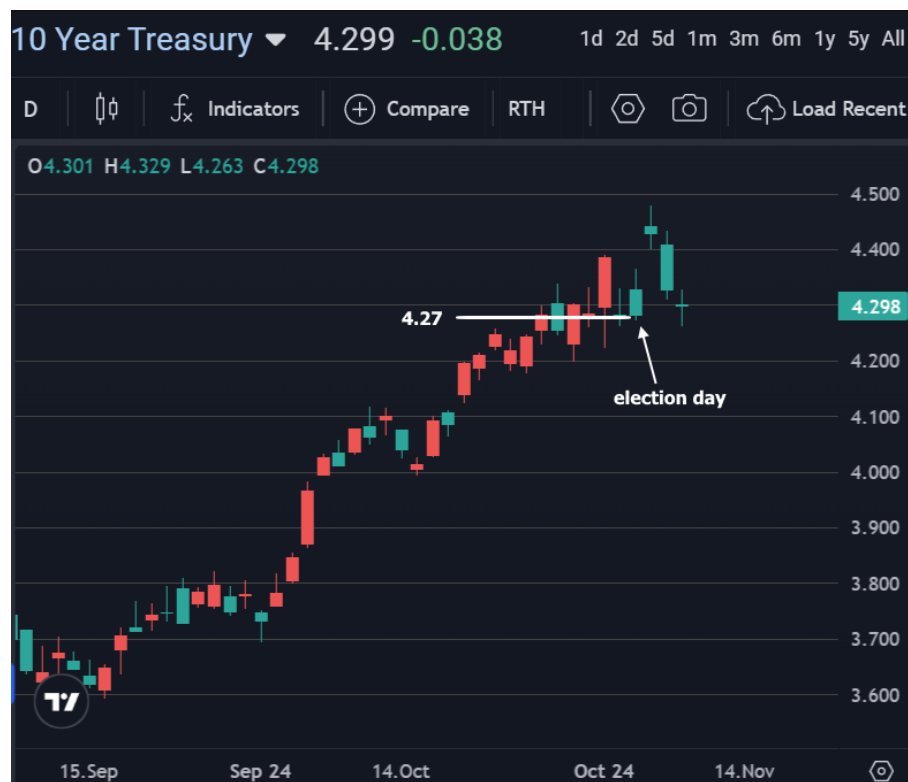 10 Year Treasury 4.299 -0.038 1d 2d 5d 1m 3m 6m 1y 5y All
D fx Indicators Compare RTH Load Recent
O4.301 H4.329 L4.263 C4.298
4.500
4.400
4.298
4.27
4.200
election day
4.100
4.000
3.900
3.800
3.700
3.600
15.Sep Sep 24 14.Oct Oct 24 14.Nov